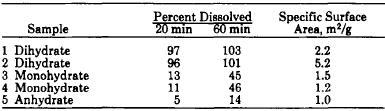 Percent Dissolved Specific Surface
Sample 20 min 60 min Area, m²/g
1 Dihydrate 97 103 2.2
2 Dihydrate 96 101 5.2
3 Monohydrate 13 45 1.5
4 Monohydrate 11 46 1.2
5 Anhydrate 5 14 1.0